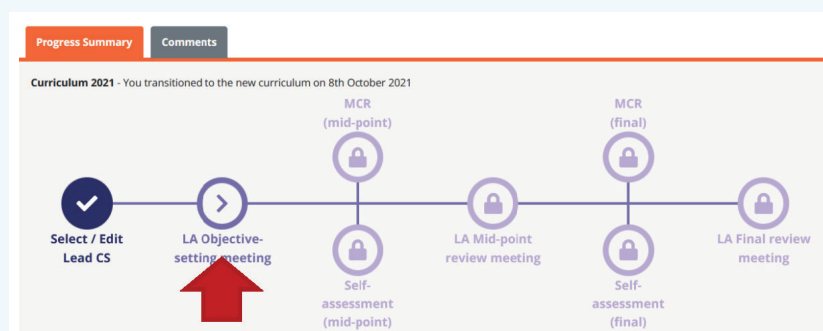 Progress Summary
Comments
Curriculum 2021 - You transitioned to the new curriculum on 8th October 2021
MCR
(mid-point)
MCR
(final)
Select / Edit
Lead CS
LA Objective-
setting meeting
LA Mid-point
review meeting
LA Final review
meeting
Self-
assessment
(mid-point)
Self-
assessment
(final)